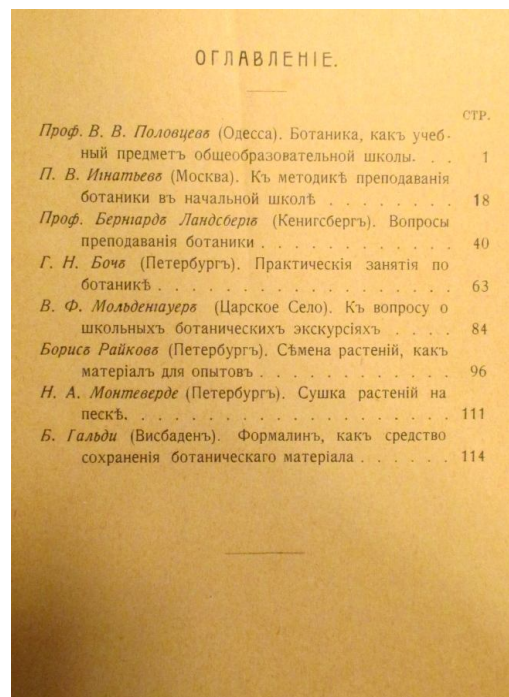 ОГЛАВЛЕНІЕ.
СТР.
Проф. В. В. Половцевъ (Одесса). Ботаника, какъ учеб-
ный предметъ общеобразовательной школы. . . 1
П. В. Игнатьевъ (Москва). Къ методикѣ преподаванія
ботаники въ начальной школѣ . . . . . . . . 18
Проф. Бернгардъ Ландсбергъ (Кенигсбергъ). Вопросы
преподаванія ботаники . . . . . . . . . . . . 40
Г. Н. Бочъ (Петербургъ). Практическія занятія по
ботаникѣ . . . . . . . . . . . . . . . . . . 63
В. Ф. Мольденгауеръ (Царское Село). Къ вопросу о
школьныхъ ботаническихъ экскурсіяхъ . . . . 84
Борисъ Райковъ (Петербургъ). Сѣмена растеній, какъ
матеріалъ для опытовъ . . . . . . . . . . . . 96
Н. А. Монтеверде (Петербургъ). Сушка растеній на
пескѣ. . . . . . . . . . . . . . . . . . . . 111
Б. Гальди (Висбаденъ). Формалинъ, какъ средство
сохраненія ботаническаго матеріала . . . . . . 114